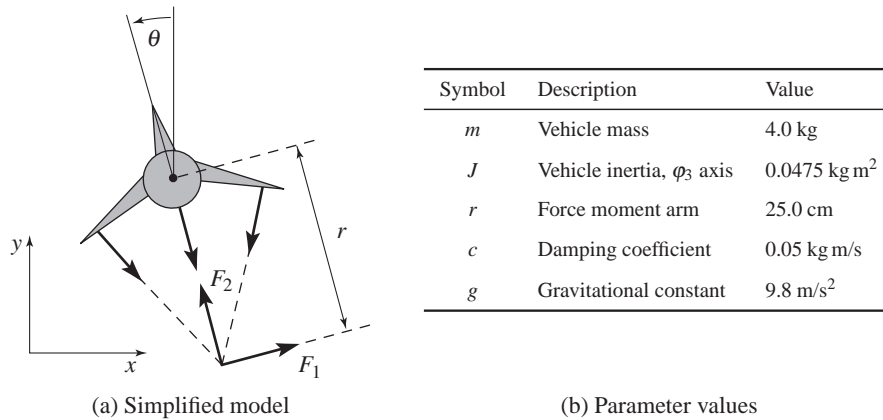 θ
y
x
r
F₂
F₁
(a) Simplified model
Symbol Description Value
m Vehicle mass 4.0 kg
J Vehicle inertia, φ₃ axis 0.0475 kg m²
r Force moment arm 25.0 cm
c Damping coefficient 0.05 kg m/s
g Gravitational constant 9.8 m/s²
(b) Parameter values